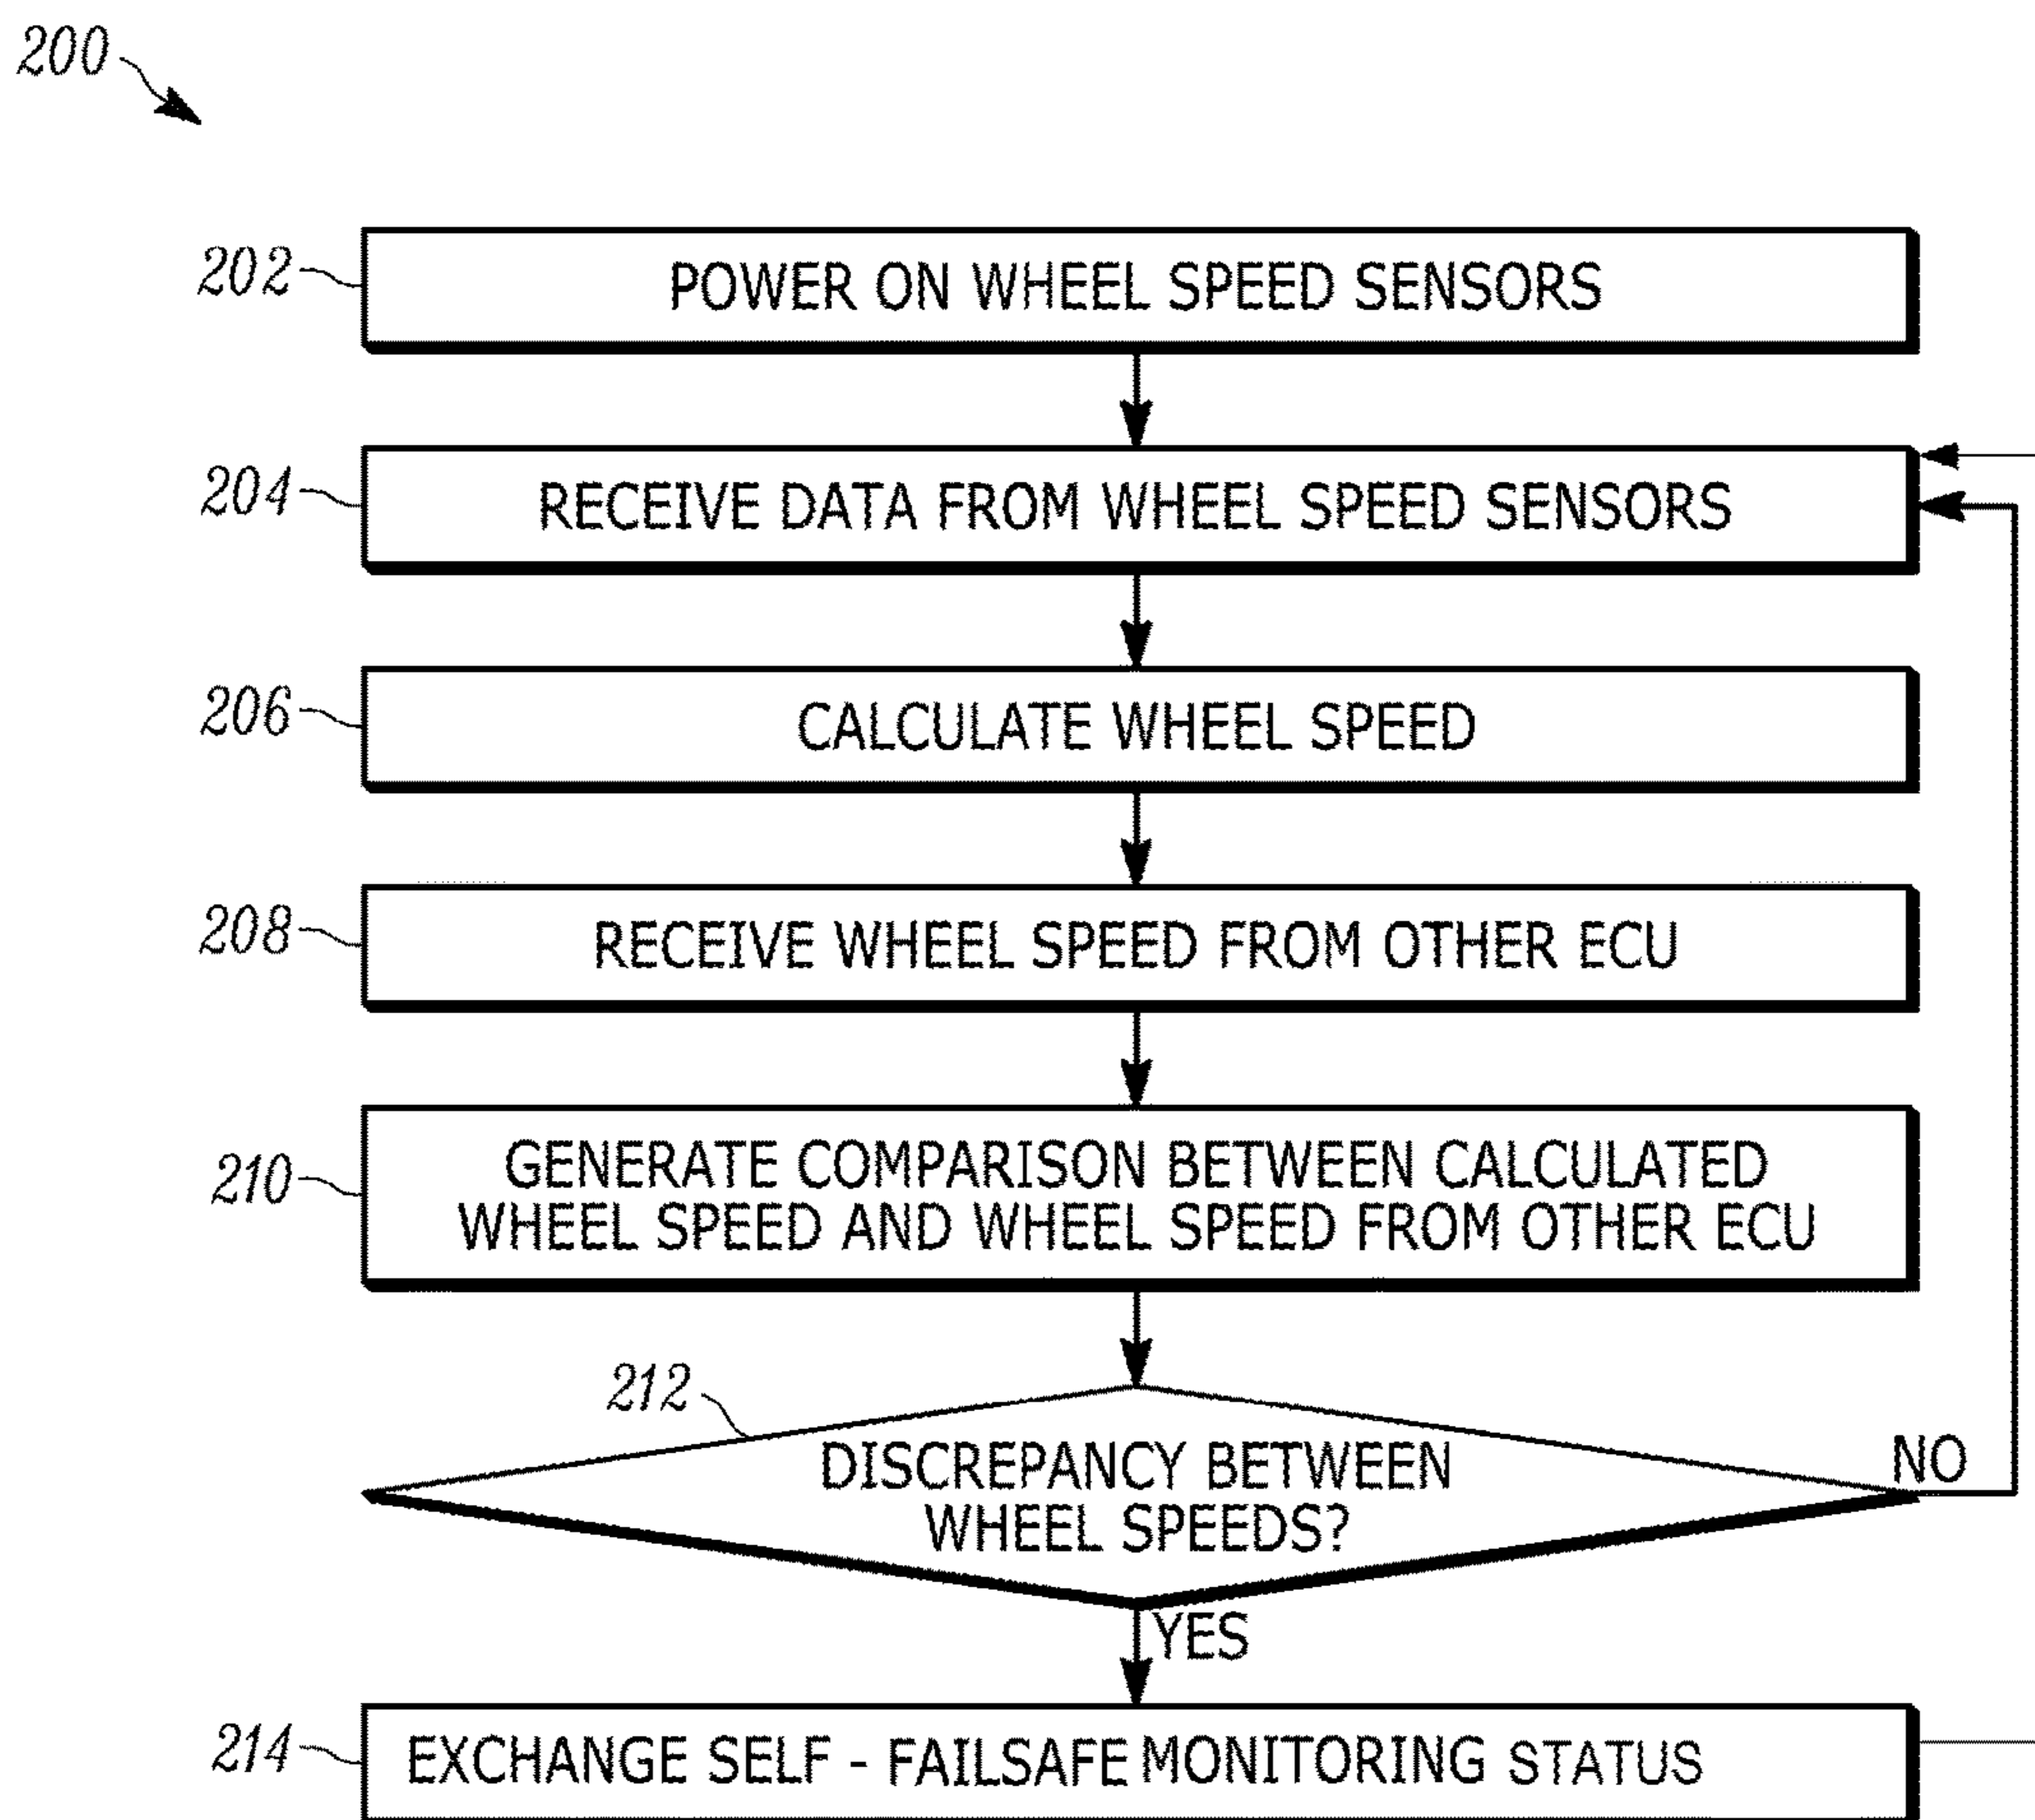 200
202
POWER ON WHEEL SPEED SENSORS
204
RECEIVE DATA FROM WHEEL SPEED SENSORS
206
CALCULATE WHEEL SPEED
208
RECEIVE WHEEL SPEED FROM OTHER ECU
210
GENERATE COMPARISON BETWEEN CALCULATED
WHEEL SPEED AND WHEEL SPEED FROM OTHER ECU
212
DISCREPANCY BETWEEN
WHEEL SPEEDS?
NO
YES
214
EXCHANGE SELF - FAILSAFE MONITORING STATUS